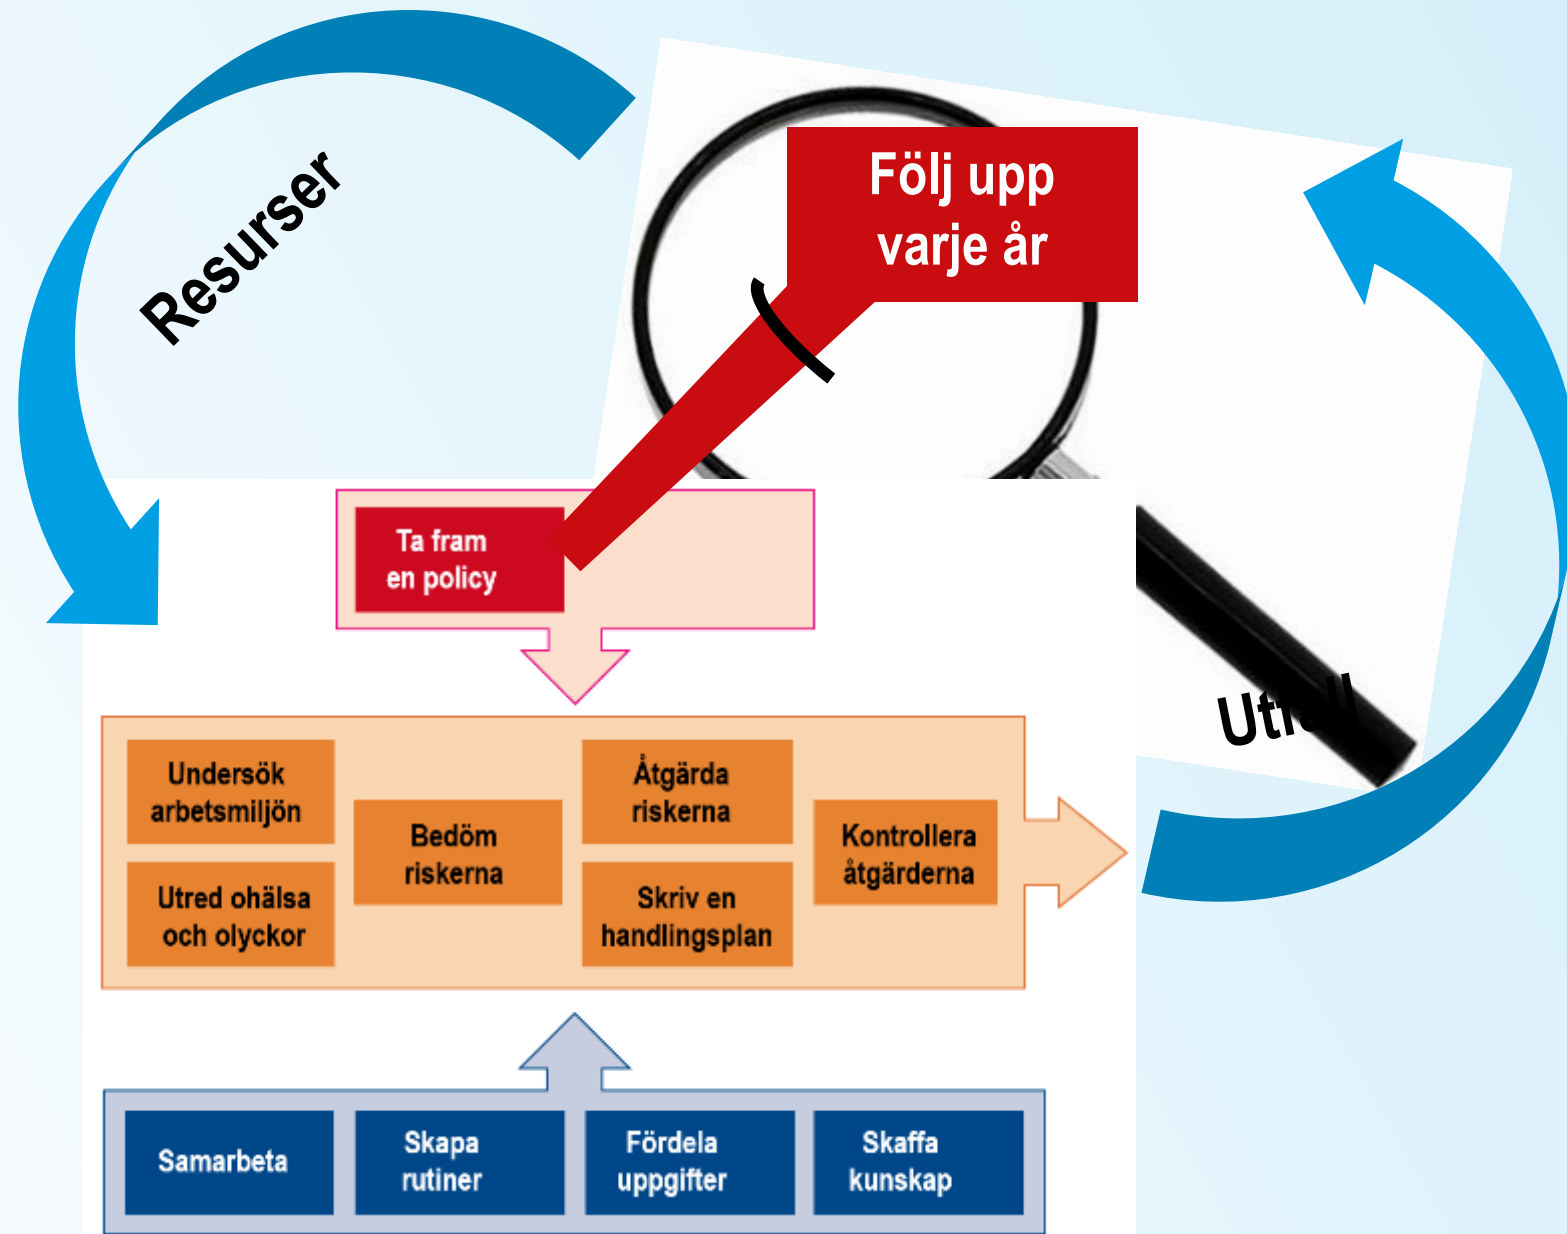 Resurser
Följ upp
varje år
Ta fram
en policy
Utfall
Undersök
arbetsmiljön
Utred ohälsa
och olyckor
Bedöm
riskerna
Åtgärda
riskerna
Skriv en
handlingsplan
Kontrollera
åtgärderna
Samarbeta
Skapa
rutiner
Fördela
uppgifter
Skaffa
kunskap